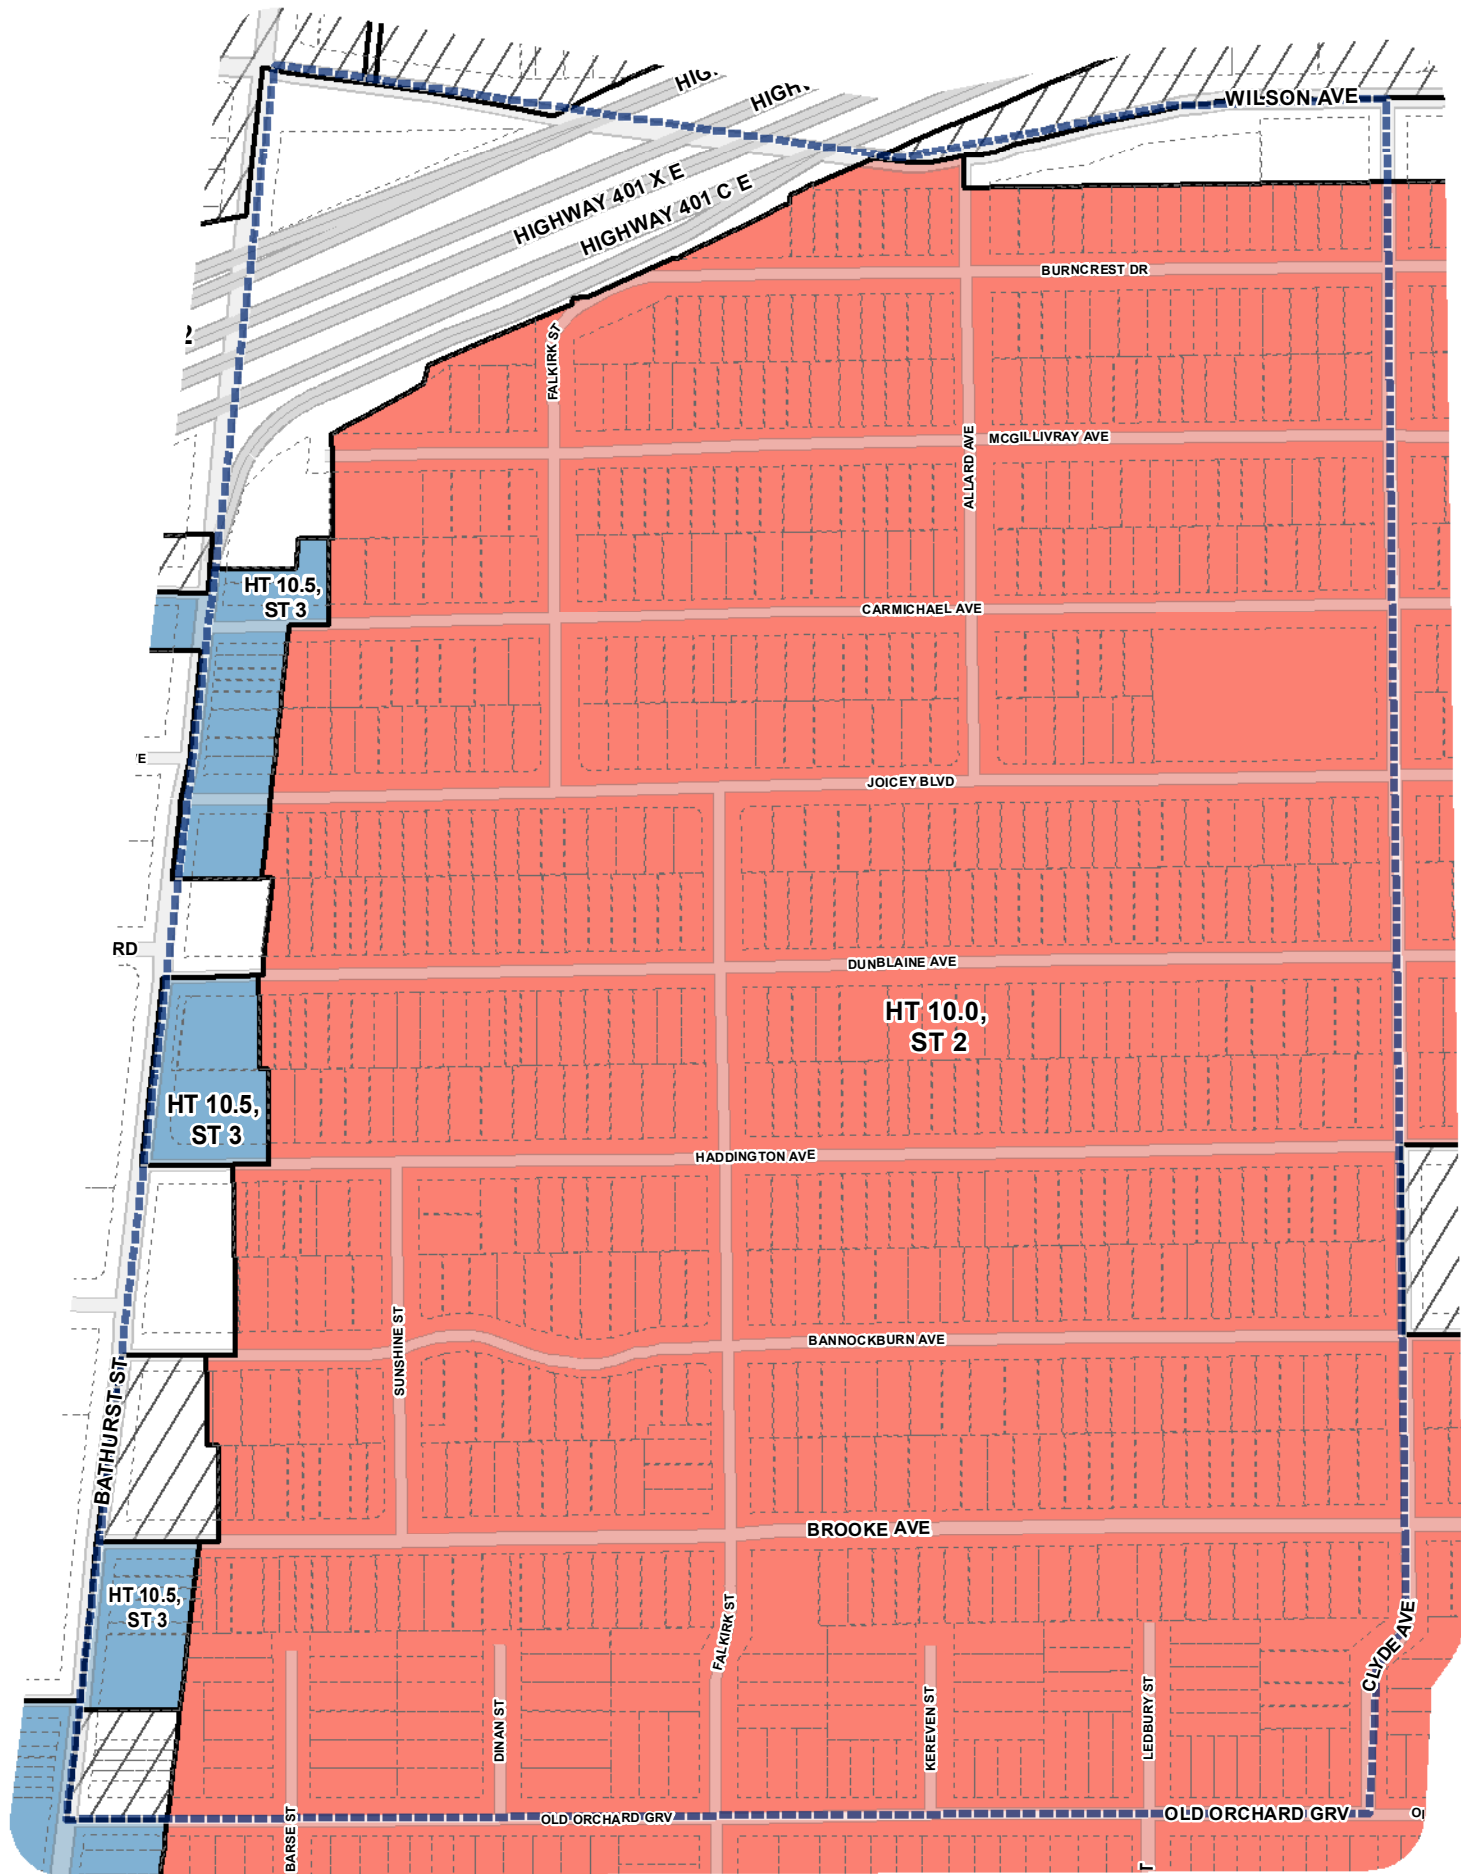 WILSON AVE
HIGHWAY 401 X E
HIGHWAY 401 C E
BURNCREST DR
FALKIRK ST
ALLARD AVE
MCGILLIVRAY AVE
HT 10.5,
ST 3
CARMICHAEL AVE
JOICEY BLVD
RD
DUNBLAINE AVE
HT 10.0,
ST 2
HT 10.5,
ST 3
HADDINGTON AVE
SUNSHINE ST
BANNOCKBURN AVE
BATHURST ST
BROOKE AVE
HT 10.5,
ST 3
FALKIRK ST
CLYDE AVE
DINAN ST
KEREVEN ST
LEDBURY ST
BARSE ST
OLD ORCHARD GRV
OLD ORCHARD GRV